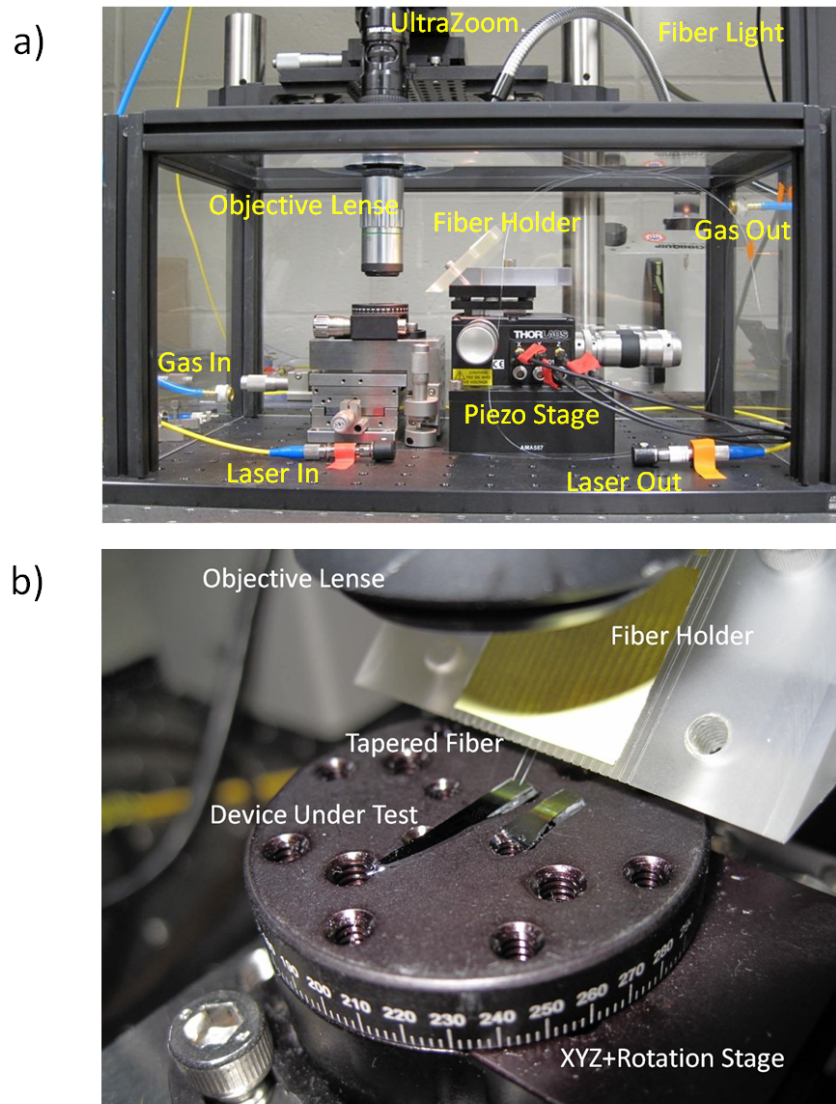 a)
UltraZoom
Fiber Light
Objective Lense
Fiber Holder
Gas Out
THORLABS
Gas In
Piezo Stage
AMA557
Laser In
Laser Out
b)
Objective Lense
Fiber Holder
Tapered Fiber
Device Under Test
190 200 210 220 230 240 250 260 270 280
XYZ+Rotation Stage